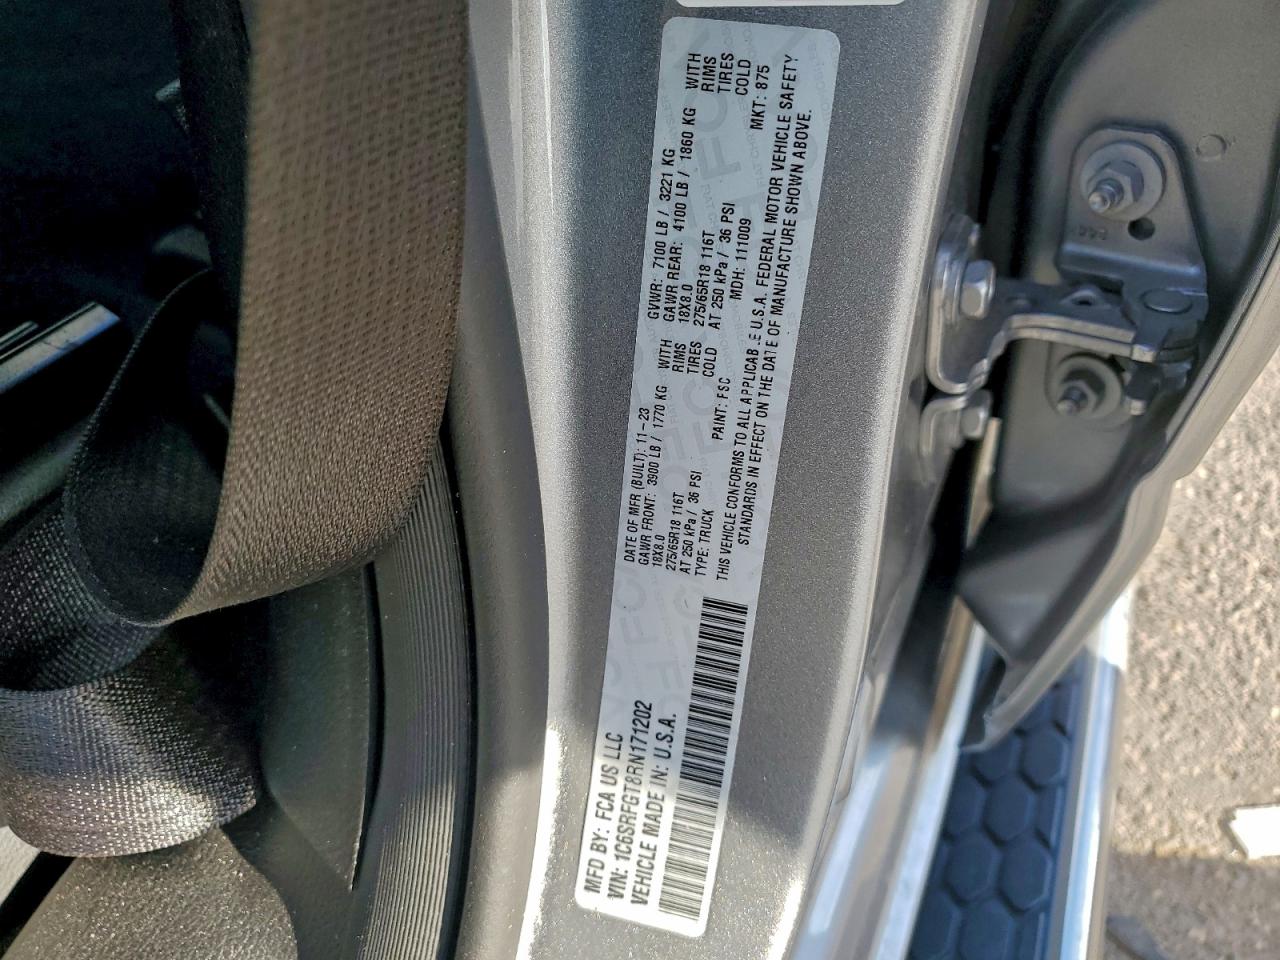 MFD BY: FCA US LLC
VIN: 1C6SRFGT8RN171202
VEHICLE MADE IN: U.S.A.
DATE OF MFR (BUILT): 11-23 GVWR: 7100 LB / 3221 KG
GAWR FRONT: 3900 LB / 1770 KG WITH GAWR REAR: 4100 LB / 1860 KG WITH
18X8.0 RIMS 18X8.0 RIMS
275/65R18 116T TIRES 275/65R18 116T TIRES
AT 250 kPa / 36 PSI COLD AT 250 kPa / 36 PSI COLD
TYPE: TRUCK PAINT: FSC MDH: 111009 MKT: 875
THIS VEHICLE CONFORMS TO ALL APPLICABLE U.S.A. FEDERAL MOTOR VEHICLE SAFETY
STANDARDS IN EFFECT ON THE DATE OF MANUFACTURE SHOWN ABOVE.